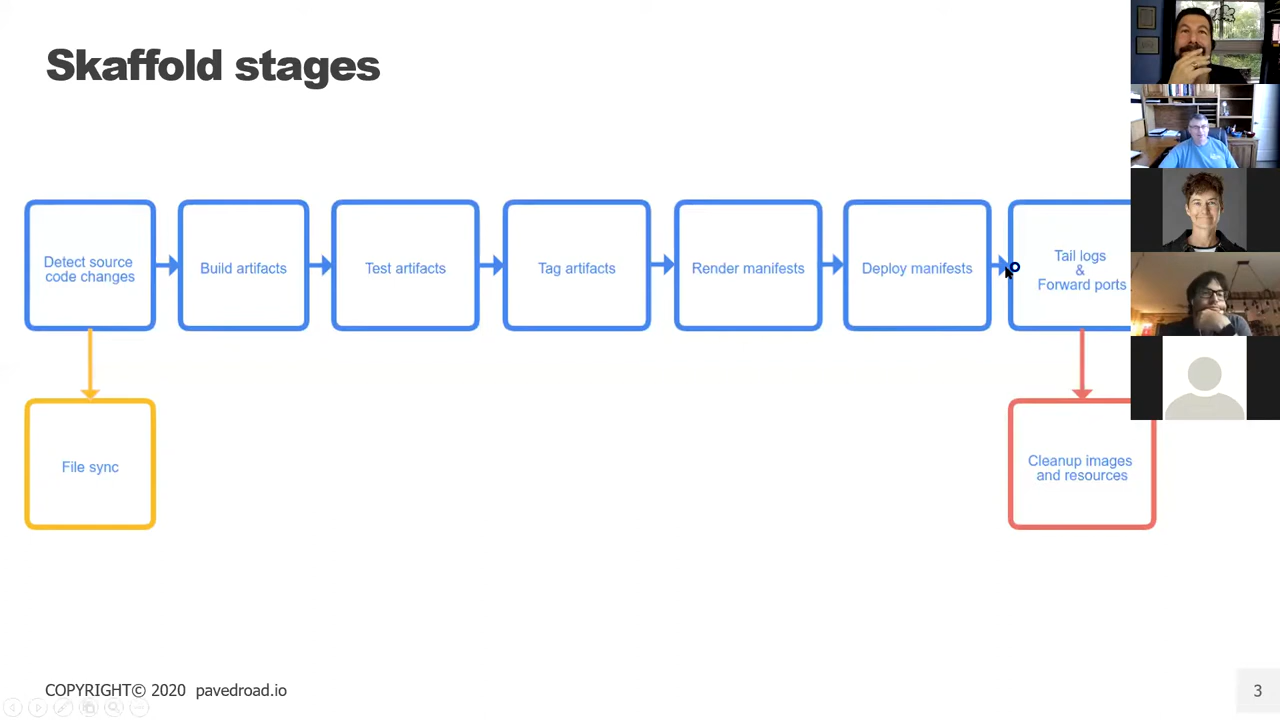 Skaffold stages
Detect source
code changes
Build artifacts
Test artifacts
Tag artifacts
Render manifests
Deploy manifests
Tail logs
&
Forward ports
File sync
Cleanup images
and resources
COPYRIGHT© 2020 pavedroad.io
3